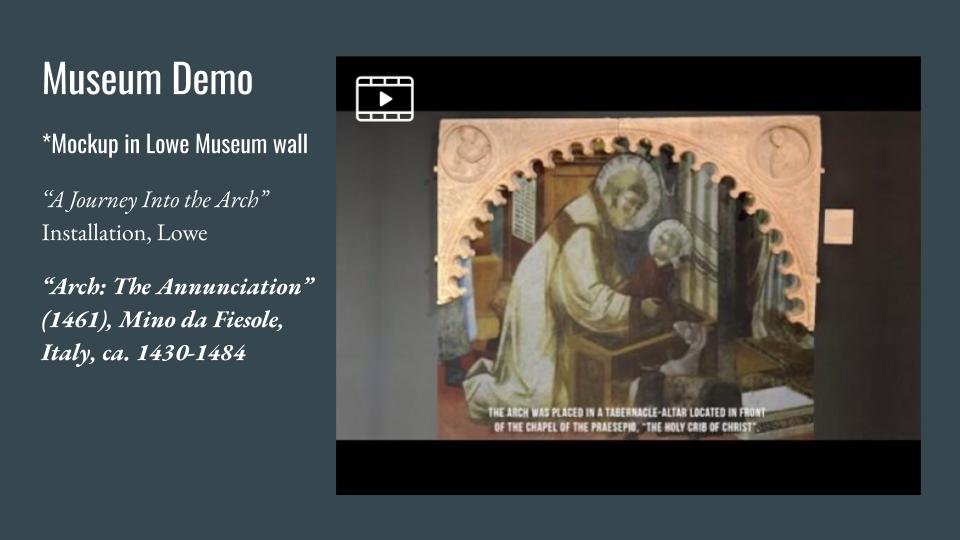 Museum Demo
*Mockup in Lowe Museum wall
“A Journey Into the Arch”
Installation, Lowe
“Arch: The Annunciation”
(1461), Mino da Fiesole,
Italy, ca. 1430-1484
THE ARCH WAS PLACED IN A TABERNACLE-ALTAR LOCATED IN FRONT
OF THE CHAPEL OF THE PRAESEPIO, "THE HOLY CRIB OF CHRIST".